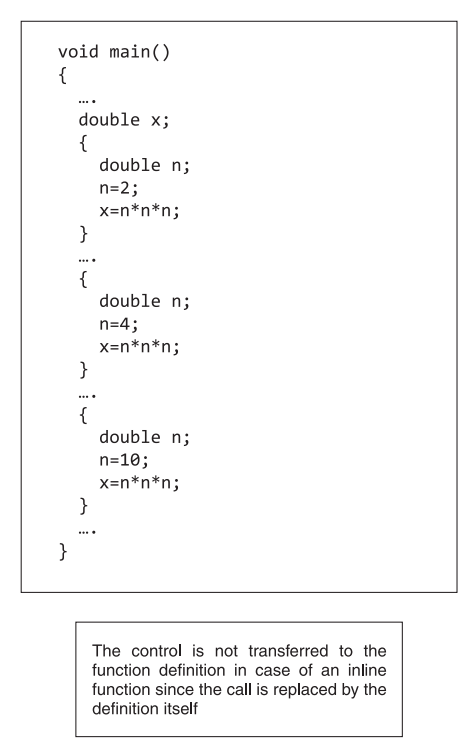 void main()
{
….
double x;
{
double n;
n=2;
x=n*n*n;
}
….
{
double n;
n=4;
x=n*n*n;
}
….
{
double n;
n=10;
x=n*n*n;
}
….
}
The control is not transferred to the
function definition in case of an inline
function since the call is replaced by the
definition itself